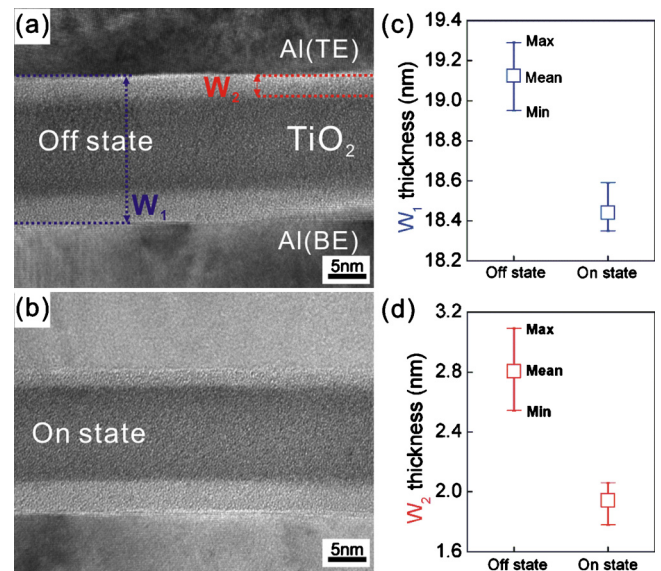 (a)
Al(TE)
W₂
Off state
TiO₂
W₁
Al(BE)
5nm
(b)
On state
5nm
(c)
W₁ thickness (nm)
19.4
19.2
19.0
18.8
18.6
18.4
18.2
Max
Mean
Min
Off state On state
(d)
W₂ thickness (nm)
3.2
2.8
2.4
2.0
1.6
Max
Mean
Min
Off state On state